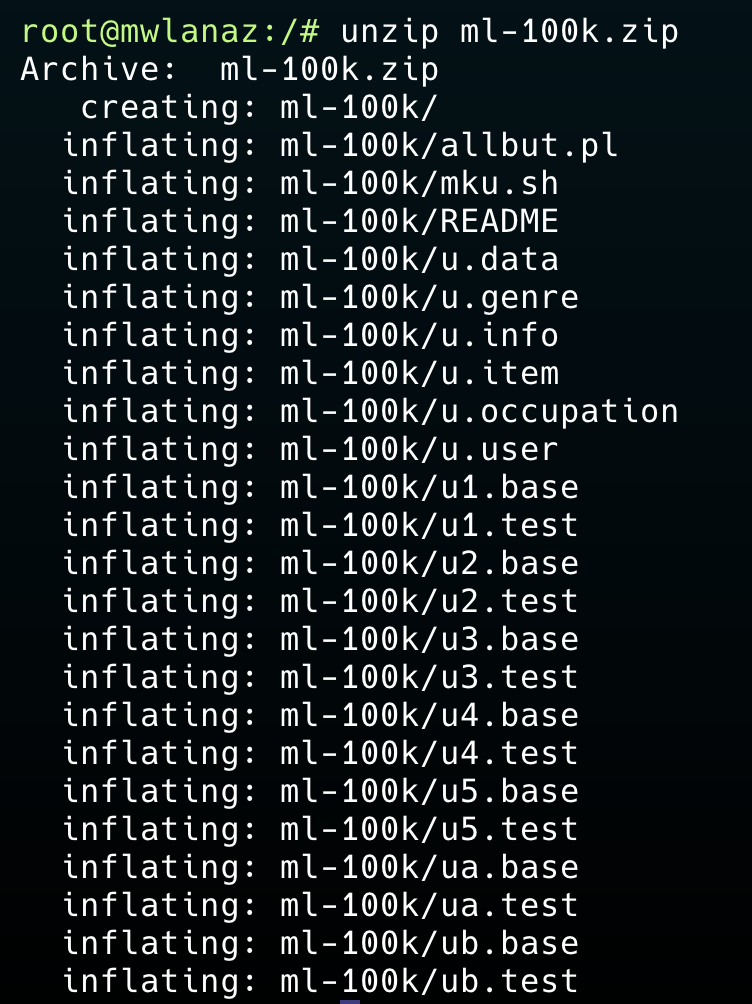 root@mwlanaz:/# unzip ml-100k.zip
Archive:  ml-100k.zip
   creating: ml-100k/
  inflating: ml-100k/allbut.pl
  inflating: ml-100k/mku.sh
  inflating: ml-100k/README
  inflating: ml-100k/u.data
  inflating: ml-100k/u.genre
  inflating: ml-100k/u.info
  inflating: ml-100k/u.item
  inflating: ml-100k/u.occupation
  inflating: ml-100k/u.user
  inflating: ml-100k/u1.base
  inflating: ml-100k/u1.test
  inflating: ml-100k/u2.base
  inflating: ml-100k/u2.test
  inflating: ml-100k/u3.base
  inflating: ml-100k/u3.test
  inflating: ml-100k/u4.base
  inflating: ml-100k/u4.test
  inflating: ml-100k/u5.base
  inflating: ml-100k/u5.test
  inflating: ml-100k/ua.base
  inflating: ml-100k/ua.test
  inflating: ml-100k/ub.base
  inflating: ml-100k/ub.test